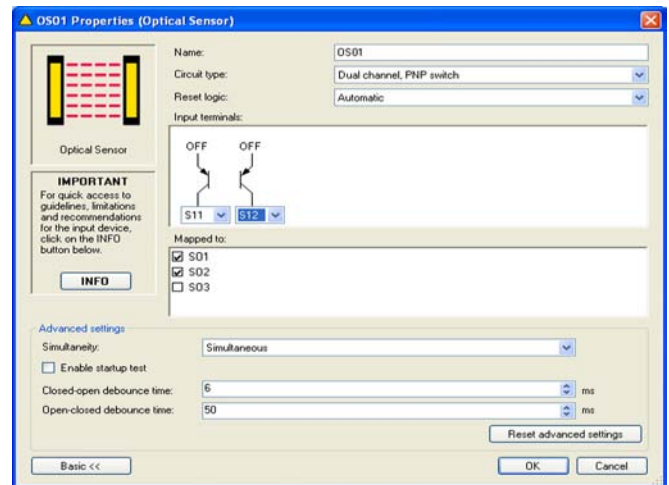 OS01 Properties (Optical Sensor)
Optical Sensor
IMPORTANT
For quick access to
guidelines, limitations
and recommendations
for the input device,
click on the INFO
button below.
INFO
Name: OS01
Circuit type: Dual channel, PNP switch
Reset logic: Automatic
Input terminals:
OFF OFF
S11 S12
Mapped to:
SO1
SO2
SO3
Advanced settings
Simultaneity: Simultaneous
Enable startup test
Closed-open debounce time: 6 ms
Open-closed debounce time: 50 ms
Reset advanced settings
Basic << OK Cancel